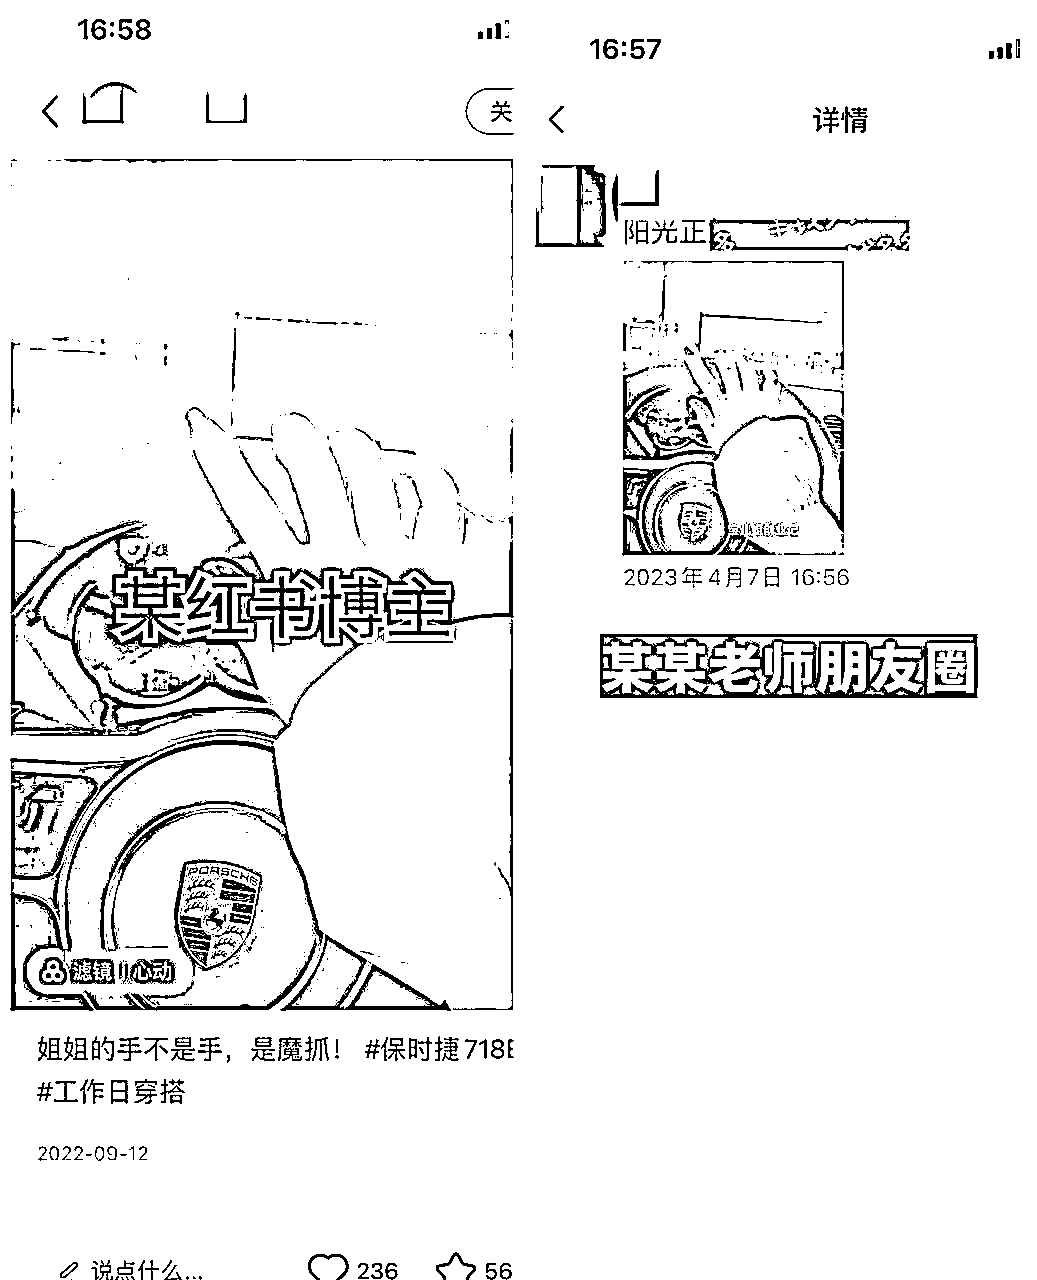 16:58
关
某红书博主
PORSCHE
滤镜 | 心动
姐姐的手不是手，是魔抓！ #保时捷718
#工作日穿搭
2022-09-12
说点什么...
236
56
16:57
详情
阳光正
2023年4月7日 16:56
某某老师朋友圈